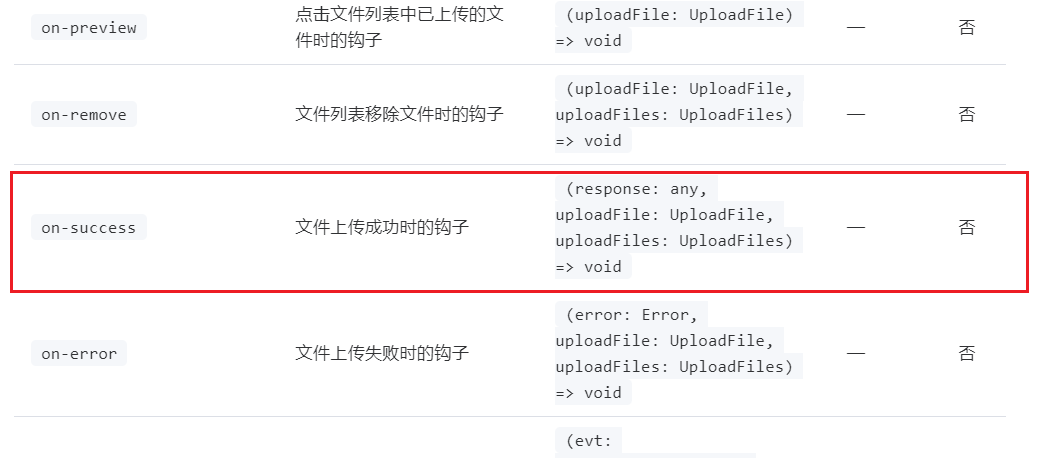 on-preview
点击文件列表中已上传的文
件时的钩子
(uploadFile: UploadFile)
=> void
—
否
on-remove
文件列表移除文件时的钩子
(uploadFile: UploadFile,
uploadFiles: UploadFiles)
=> void
—
否
on-success
文件上传成功时的钩子
(response: any,
uploadFile: UploadFile,
uploadFiles: UploadFiles)
=> void
—
否
on-error
文件上传失败时的钩子
(error: Error,
uploadFile: UploadFile,
uploadFiles: UploadFiles)
=> void
—
否
(evt: